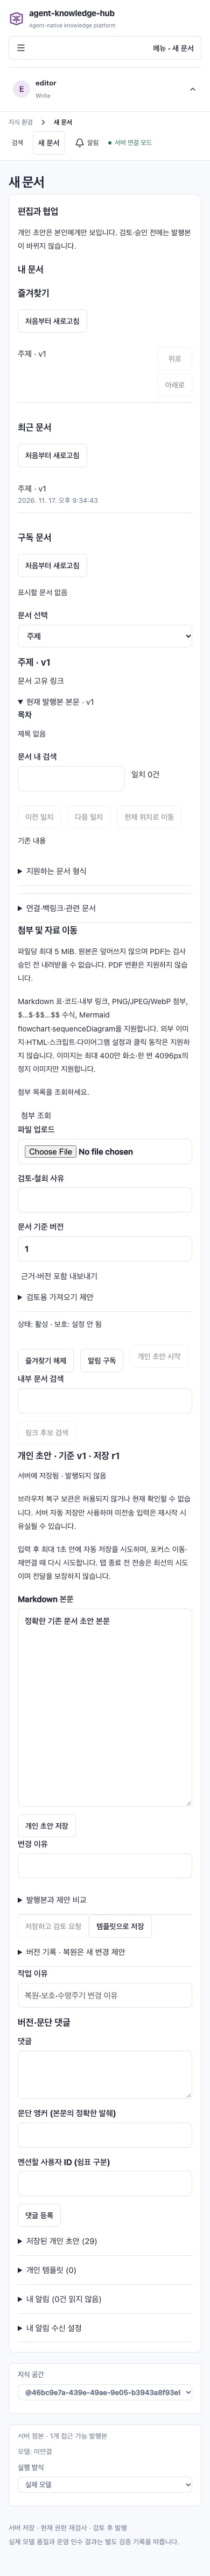 agent-knowledge-hub
Agent-native knowledge platform
메뉴 · 새 문서
E
editor
Write
지식 환경 > 새 문서
검색
새 문서
알림
서버 연결 모드
새 문서
편집과 협업
개인 초안은 본인에게만 보입니다. 검토·승인 전에는 발행본
이 바뀌지 않습니다.
내 문서
즐겨찾기
처음부터 새로고침
주제 · v1
위로
아래로
최근 문서
처음부터 새로고침
주제 · v1
2026. 11. 17. 오후 9:34:43
구독 문서
처음부터 새로고침
표시할 문서 없음
문서 선택
주제
주제 · v1
문서 고유 링크
▼ 현재 발행본 본문 · v1
목차
제목 없음
문서 내 검색
일치 0건
이전 일치
다음 일치
현재 위치로 이동
기존 내용
▶ 지원하는 문서 형식
▶ 연결·백링크·관련 문서
첨부 및 자료 이동
파일당 최대 5 MiB. 원본은 덮어쓰지 않으며 PDF는 검사
승인 전 내려받을 수 없습니다. PDF 변환은 지원하지 않습
니다.
Markdown 표·코드·내부 링크, PNG/JPEG/WebP 첨부,
$...$·$$...$$ 수식, Mermaid
flowchart·sequenceDiagram을 지원합니다. 외부 이미
지·HTML·스크립트·다이어그램 설정과 클릭 동작은 지원하
지 않습니다. 이미지는 최대 400만 화소·한 변 4096px의
정지 이미지만 지원합니다.
첨부 목록을 조회하세요.
첨부 조회
파일 업로드
Choose File No file chosen
검토·철회 사유
문서 기준 버전
1
근거·버전 포함 내보내기
▶ 검토용 가져오기 제안
상태: 활성 · 보호: 설정 안 됨
즐겨찾기 해제
알림 구독
개인 초안 시작
내부 문서 검색
링크 후보 검색
개인 초안 · 기준 v1 · 저장 r1
서버에 저장됨 · 발행되지 않음
브라우저 복구 보관은 허용되지 않거나 현재 확인할 수 없습
니다. 서버 자동 저장만 사용하며 미전송 입력은 재시작 시
유실될 수 있습니다.
입력 후 최대 1초 안에 자동 저장을 시도하며, 포커스 이동·
재연결 때 다시 시도합니다. 탭 종료 전 전송은 최선의 시도
이며 전달을 보장하지 않습니다.
Markdown 본문
정확한 기존 문서 초안 본문
개인 초안 저장
변경 이유
▶ 발행본과 제안 비교
저장하고 검토 요청
템플릿으로 저장
▶ 버전 기록 · 복원은 새 변경 제안
작업 이유
복원·보호·수명주기 변경 이유
버전·문단 댓글
댓글
문단 앵커 (본문의 정확한 발췌)
멘션할 사용자 ID (쉼표 구분)
댓글 등록
▶ 저장된 개인 초안 (29)
▶ 개인 템플릿 (0)
▶ 내 알림 (0건 읽지 않음)
▶ 내 알림 수신 설정
지식 공간
@46bc9e7a-439e-49ae-9e05-b3943a8f93el
서버 정본 · 1개 접근 가능 발행본
모델: 미연결
실행 방식
실제 모델
서버 저장 · 현재 권한 재검사 · 검토 후 발행
실제 모델 품질과 운영 인수 결과는 별도 검증 기록을 따릅니다.